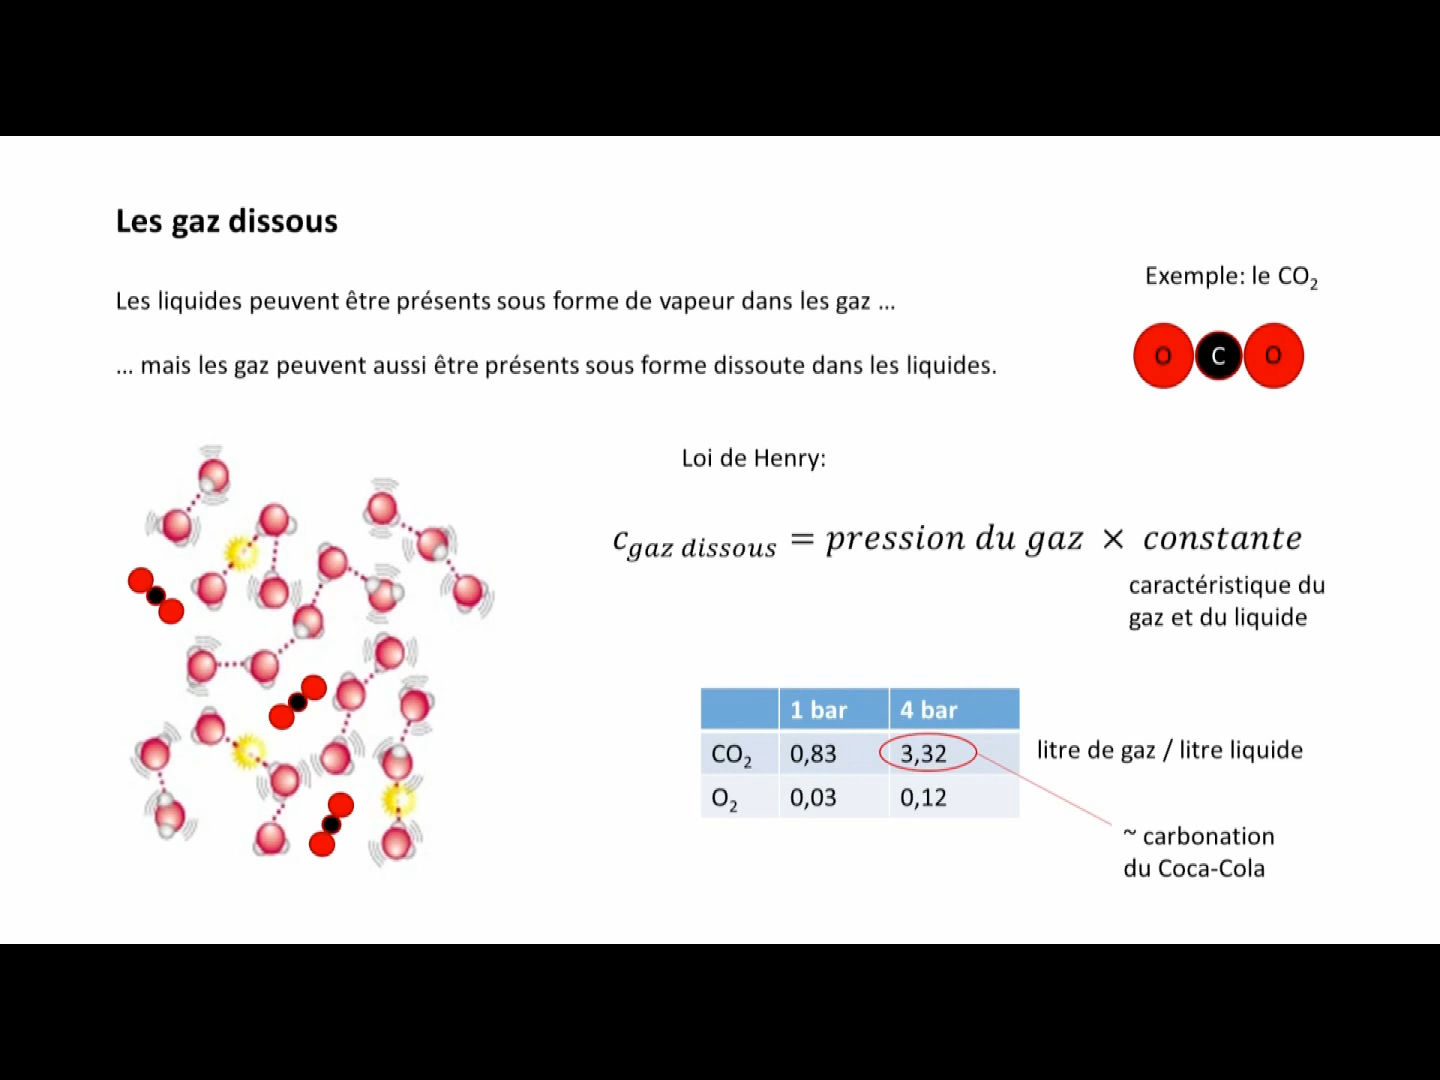 Les gaz dissous
Exemple: le CO₂
Les liquides peuvent être présents sous forme de vapeur dans les gaz ...
... mais les gaz peuvent aussi être présents sous forme dissoute dans les liquides.
O C O
Loi de Henry:
c_gaz dissous = pression du gaz × constante
caractéristique du
gaz et du liquide
1 bar 4 bar
CO₂ 0,83 3,32 litre de gaz / litre liquide
O₂ 0,03 0,12
~ carbonation
du Coca-Cola